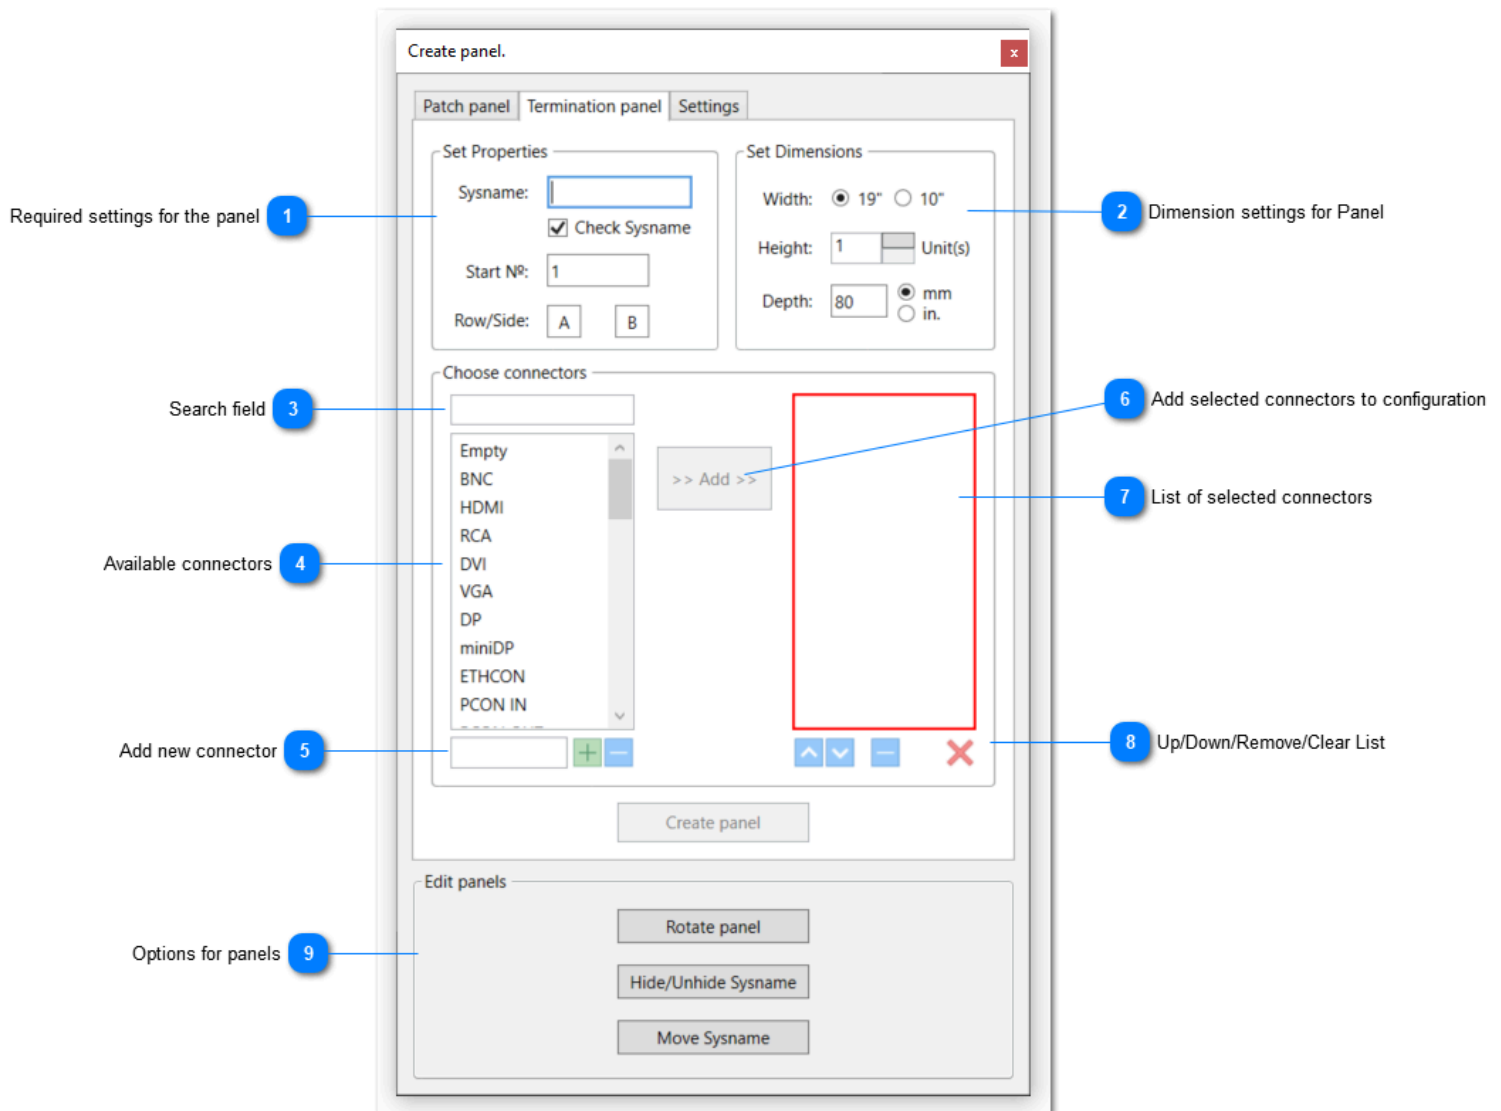 Create panel.
x
Patch panel
Termination panel
Settings
Set Properties
Sysname:
Check Sysname
Start Nº:
1
Row/Side:
A
B
Set Dimensions
Width:
19"
10"
Height:
1
Unit(s)
Depth:
80
mm
in.
Required settings for the panel
1
2
Dimension settings for Panel
Choose connectors
Search field
3
Empty
BNC
HDMI
RCA
DVI
VGA
DP
miniDP
ETHCON
PCON IN
>> Add >>
6
Add selected connectors to configuration
7
List of selected connectors
Available connectors
4
Add new connector
5
8
Up/Down/Remove/Clear List
Create panel
Edit panels
Rotate panel
Hide/Unhide Sysname
Move Sysname
Options for panels
9